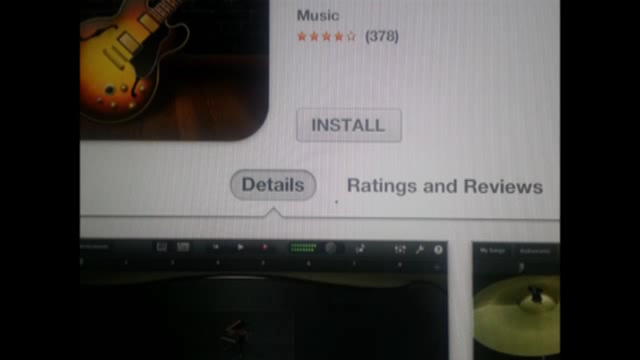 Music
(378)
INSTALL
Details
Ratings and Reviews
My Songs